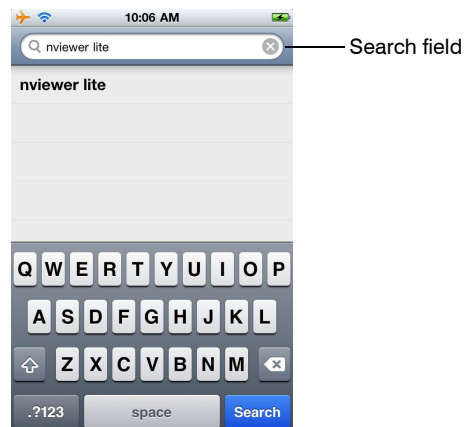 10:06 AM
nviewer lite
Search field
nviewer lite
Q W E R T Y U I O P
A S D F G H J K L
Z X C V B N M
.?123 space Search